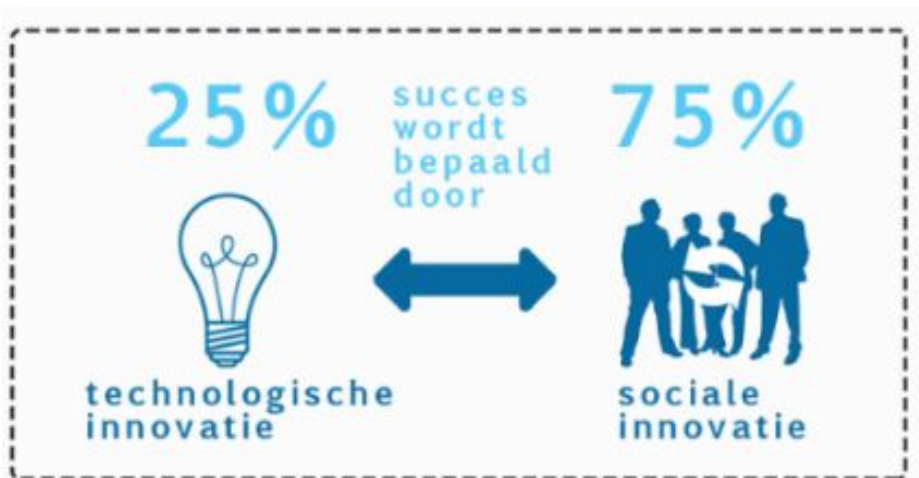 25%
succes
wordt
bepaald
door
75%
technologische
innovatie
sociale
innovatie